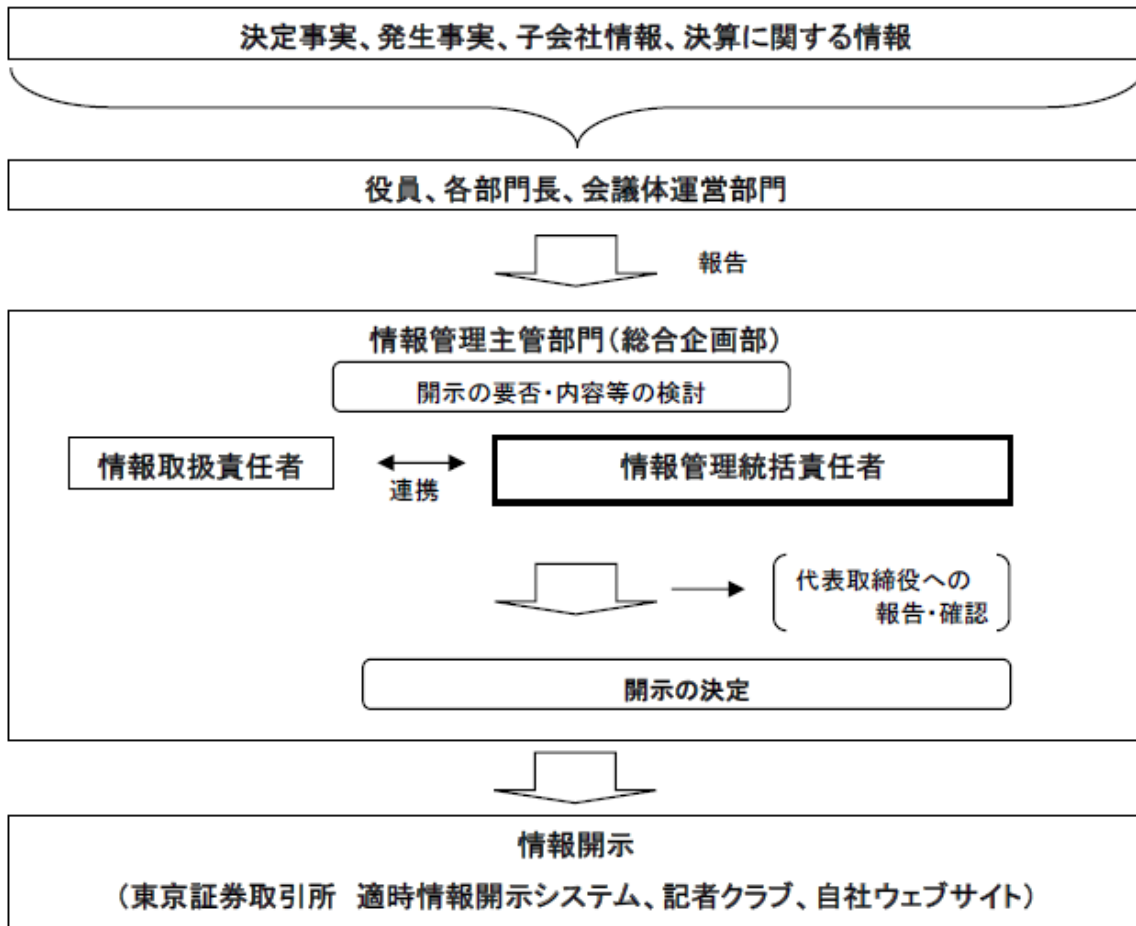 決定事実、発生事実、子会社情報、決算に関する情報
役員、各部門長、会議体運営部門
報告
情報管理主管部門(総合企画部)
開示の要否・内容等の検討
情報取扱責任者
連携
情報管理統括責任者
代表取締役への
報告・確認
開示の決定
情報開示
(東京証券取引所 適時情報開示システム、記者クラブ、自社ウェブサイト)